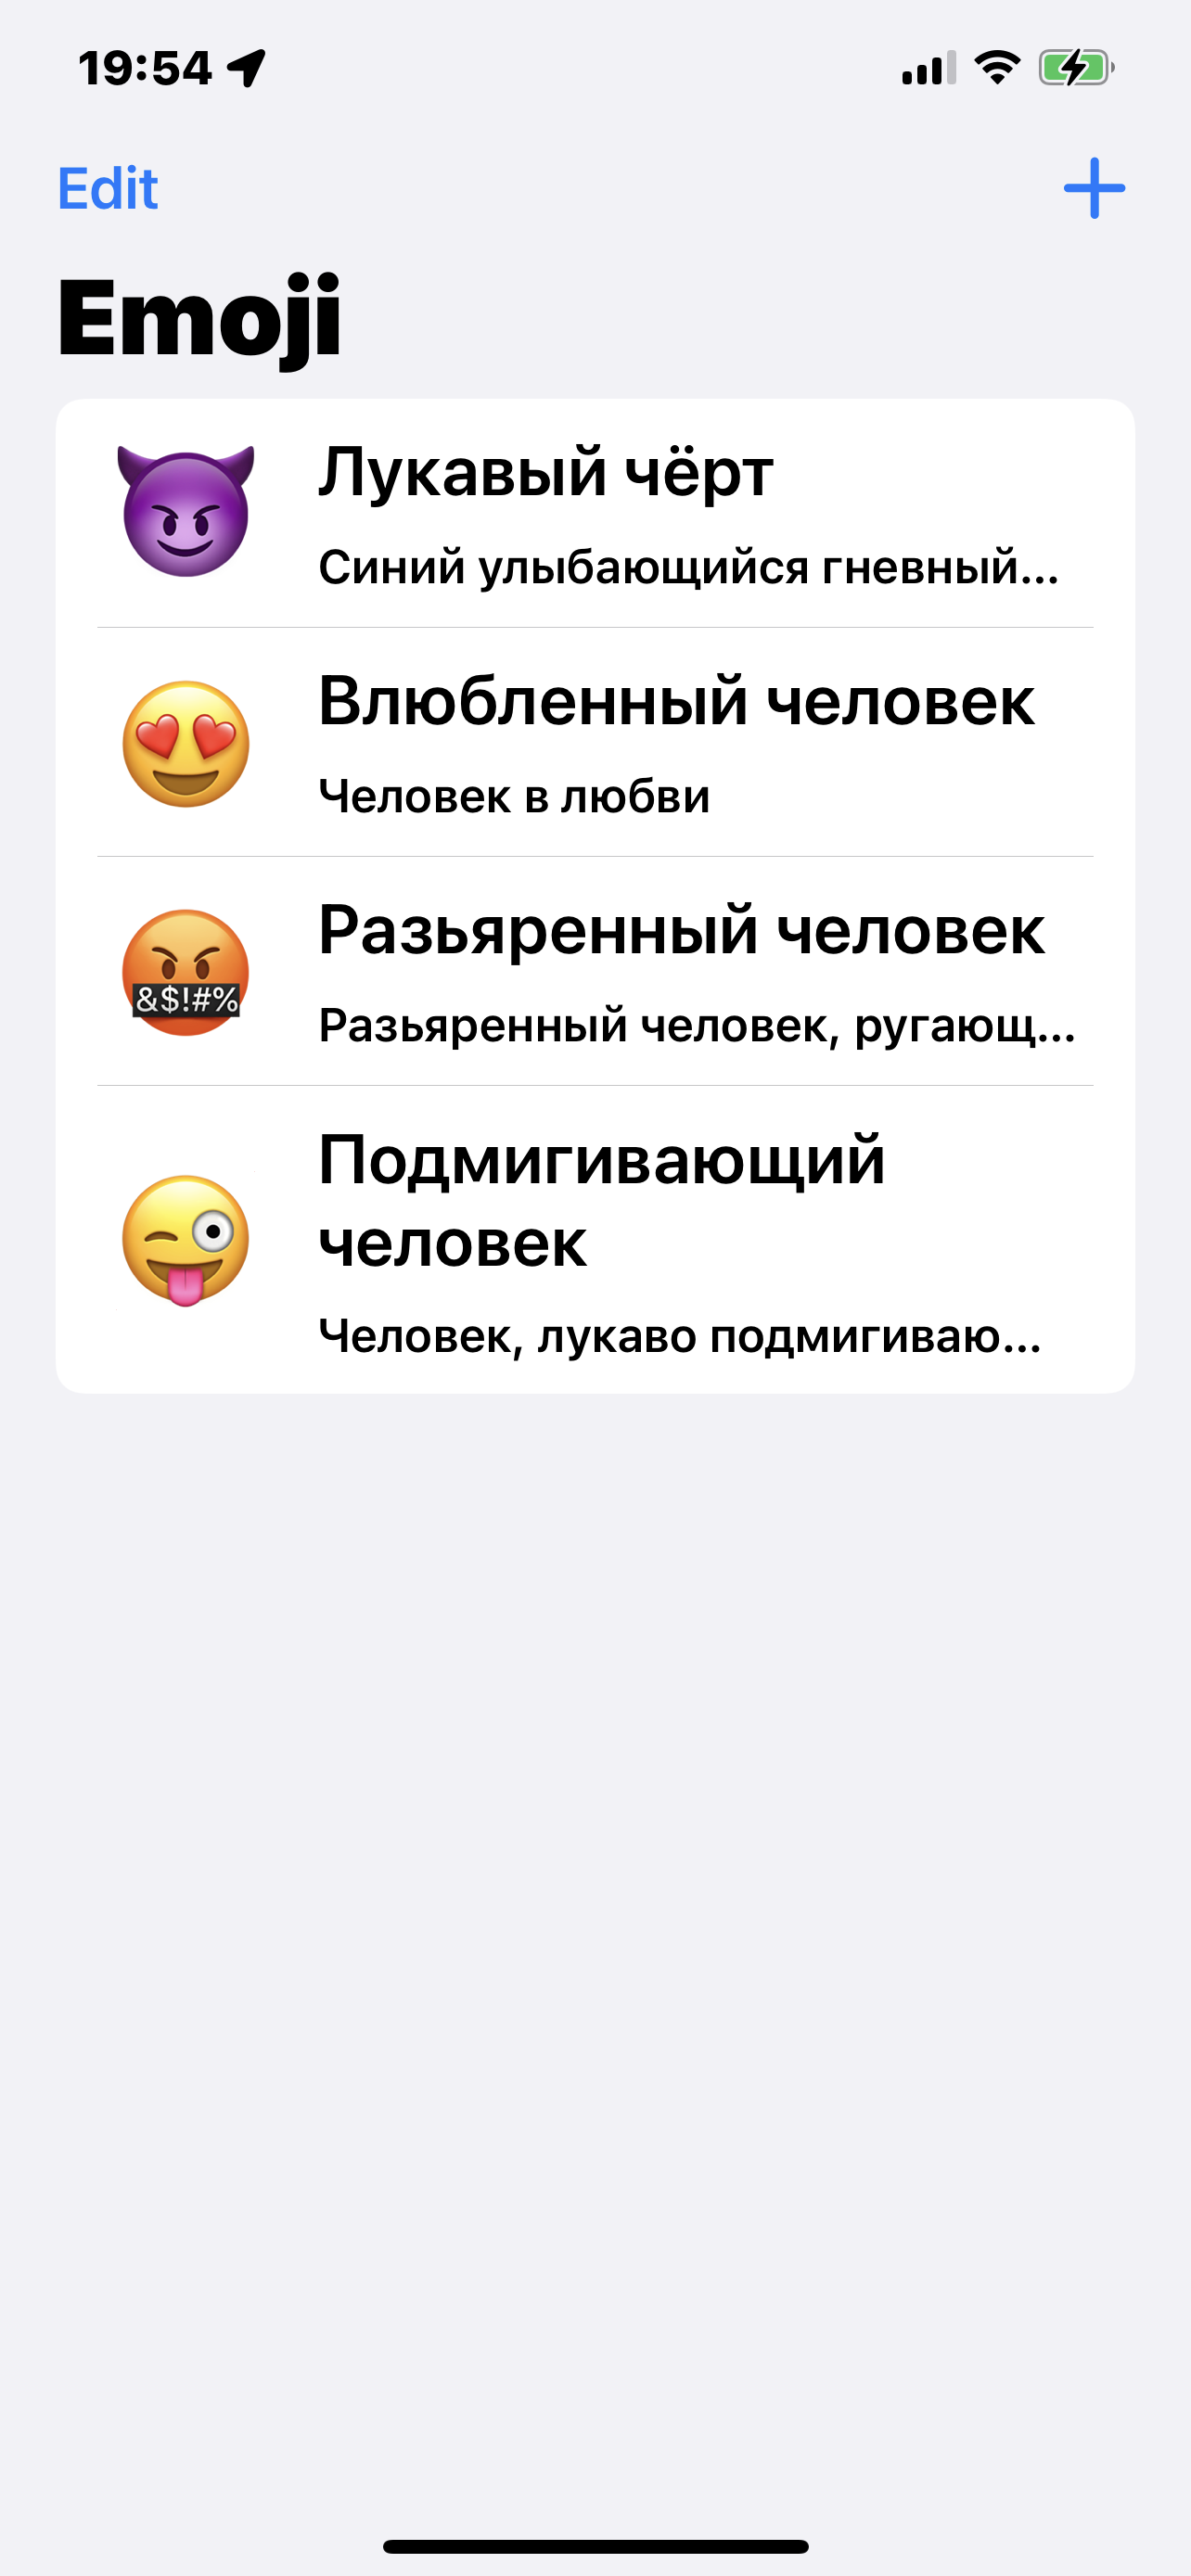 19:54
Edit
Emoji
Лукавый чёрт
Синий улыбающийся гневный...
Влюбленный человек
Человек в любви
&$!#%
Разьяренный человек
Разьяренный человек, ругающ...
Подмигивающий
человек
Человек, лукаво подмигиваю...